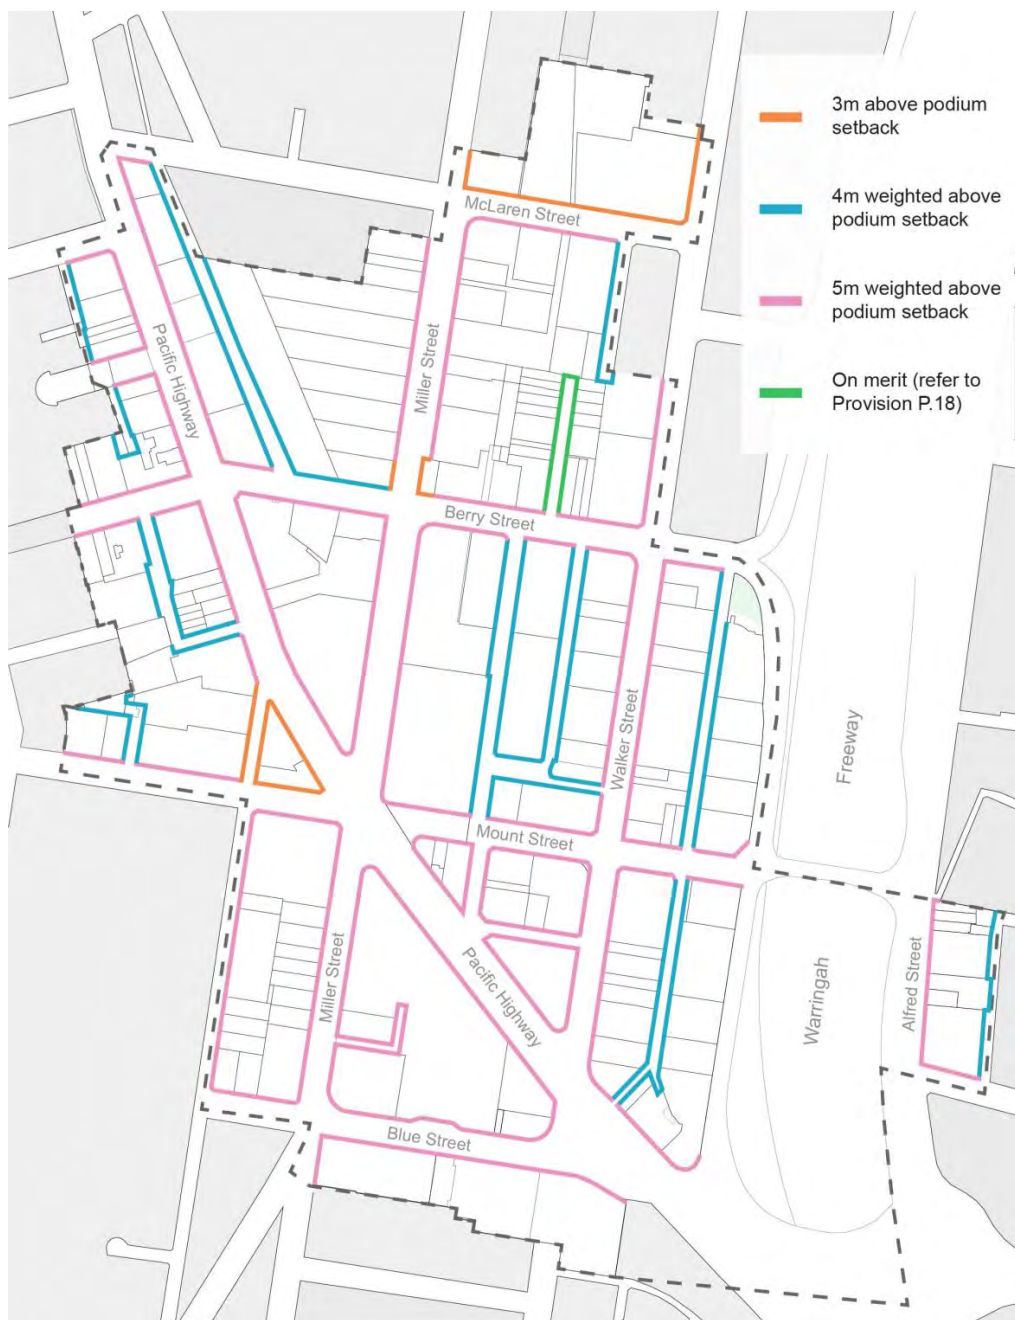 3m above podium
setback
4m weighted above
podium setback
5m weighted above
podium setback
On merit (refer to
Provision P.18)
McLaren Street
Pacific Highway
Miller Street
Berry Street
Walker Street
Freeway
Mount Street
Miller Street
Pacific Highway
Warringah
Alfred Street
Blue Street